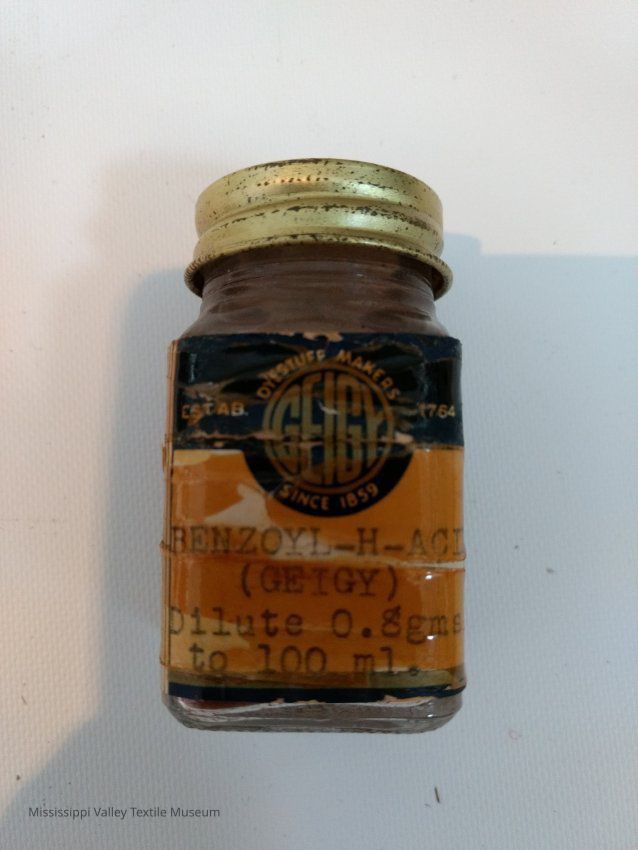 DYESTUFF MAKERS
ESTAB. 1764
GEIGY
SINCE 1859
BENZOYL-H-ACI
(GEIGY)
Dilute 0.8gms
to 100 ml.
Mississippi Valley Textile Museum